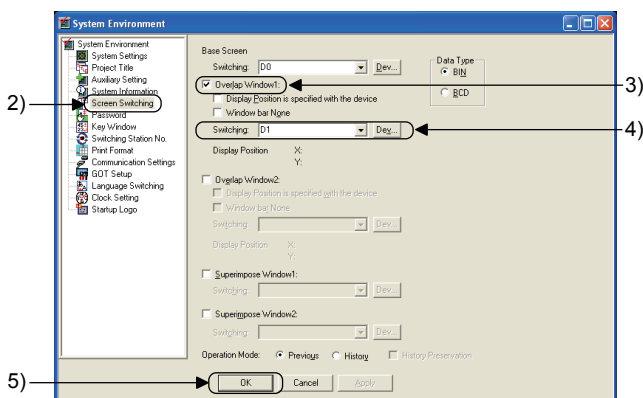 System Environment
System Environment
System Settings
Project Title
Auxiliary Setting
System Information
2)
Screen Switching
Password
Key Window
Switching Station No.
Print Format
Communication Settings
GOT Setup
Language Switching
Clock Setting
Startup Logo
Base Screen
Switching: D0 Dev...
Data Type
BIN
BCD
Overlap Window1:
3)
Display Position is specified with the device
Window bar None
Switching: D1 Dev...
4)
Display Position X:
Y:
Overlap Window2:
Display Position is specified with the device
Window bar None
Switching: Dev...
Display Position X:
Y:
Superimpose Window1:
Switching: Dev...
Superimpose Window2:
Switching: Dev...
Operation Mode: Previous History History Preservation
5)
OK Cancel Apply